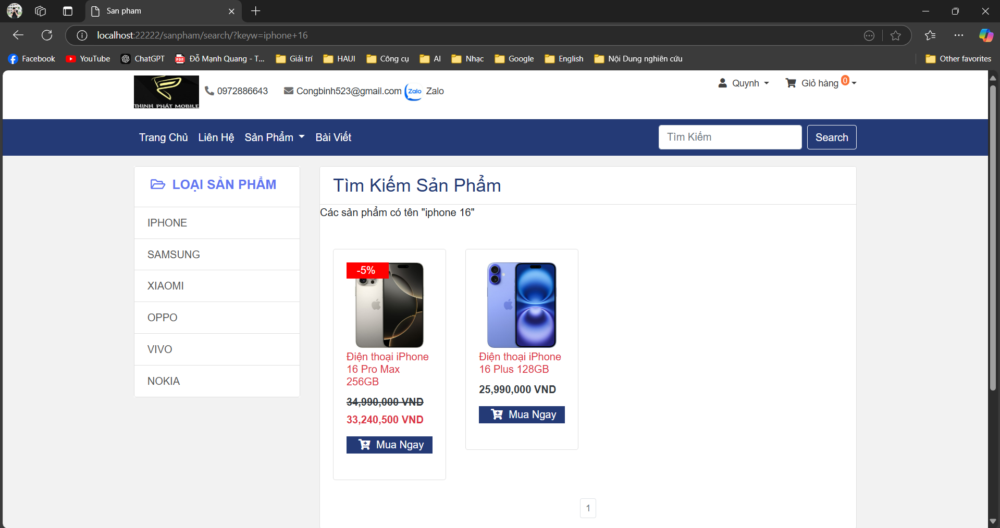 San pham
localhost:22222/sanpham/search/?keyw=iphone+16
Facebook
YouTube
ChatGPT
PDF
Đỗ Mạnh Quang - T...
Giải trí
HAUI
Công cụ
AI
Nhạc
Google
English
Nội Dung nghiên cứu
Other favorites
THỊNH PHÁT MOBILE
0972886643
Congbinh523@gmail.com
Zalo
Zalo
Quynh
Giỏ hàng
0
Trang Chủ
Liên Hệ
Sản Phẩm
Bài Viết
Tìm Kiếm
Search
LOẠI SẢN PHẨM
IPHONE
SAMSUNG
XIAOMI
OPPO
VIVO
NOKIA
Tìm Kiếm Sản Phẩm
Các sản phẩm có tên "iphone 16"
-5%
Điện thoại iPhone
16 Pro Max
256GB
34,990,000 VND
33,240,500 VND
Mua Ngay
Điện thoại iPhone
16 Plus 128GB
25,990,000 VND
Mua Ngay
1